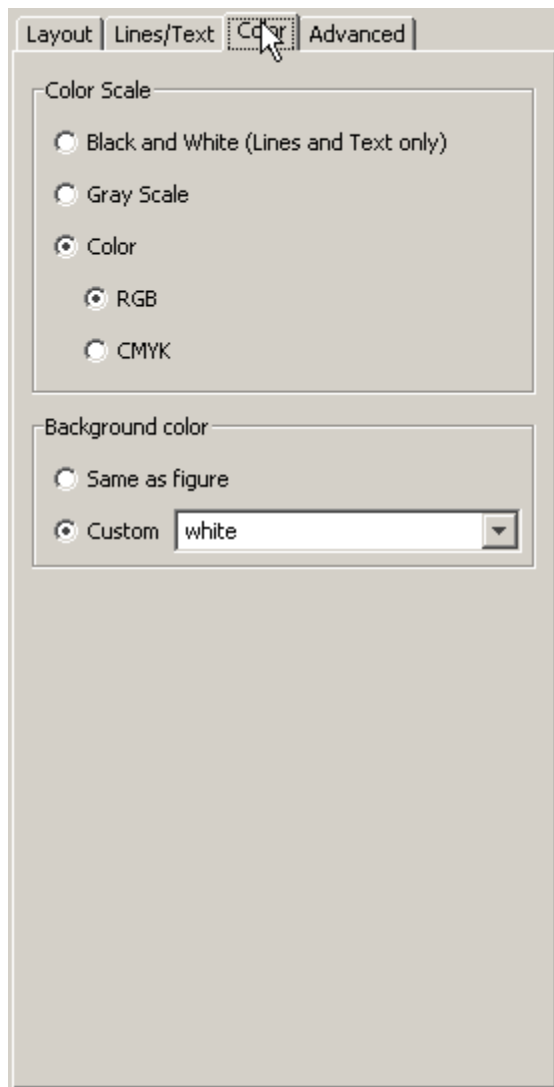 Layout Lines/Text Color Advanced
Color Scale
Black and White (Lines and Text only)
Gray Scale
Color
RGB
CMYK
Background color
Same as figure
Custom white